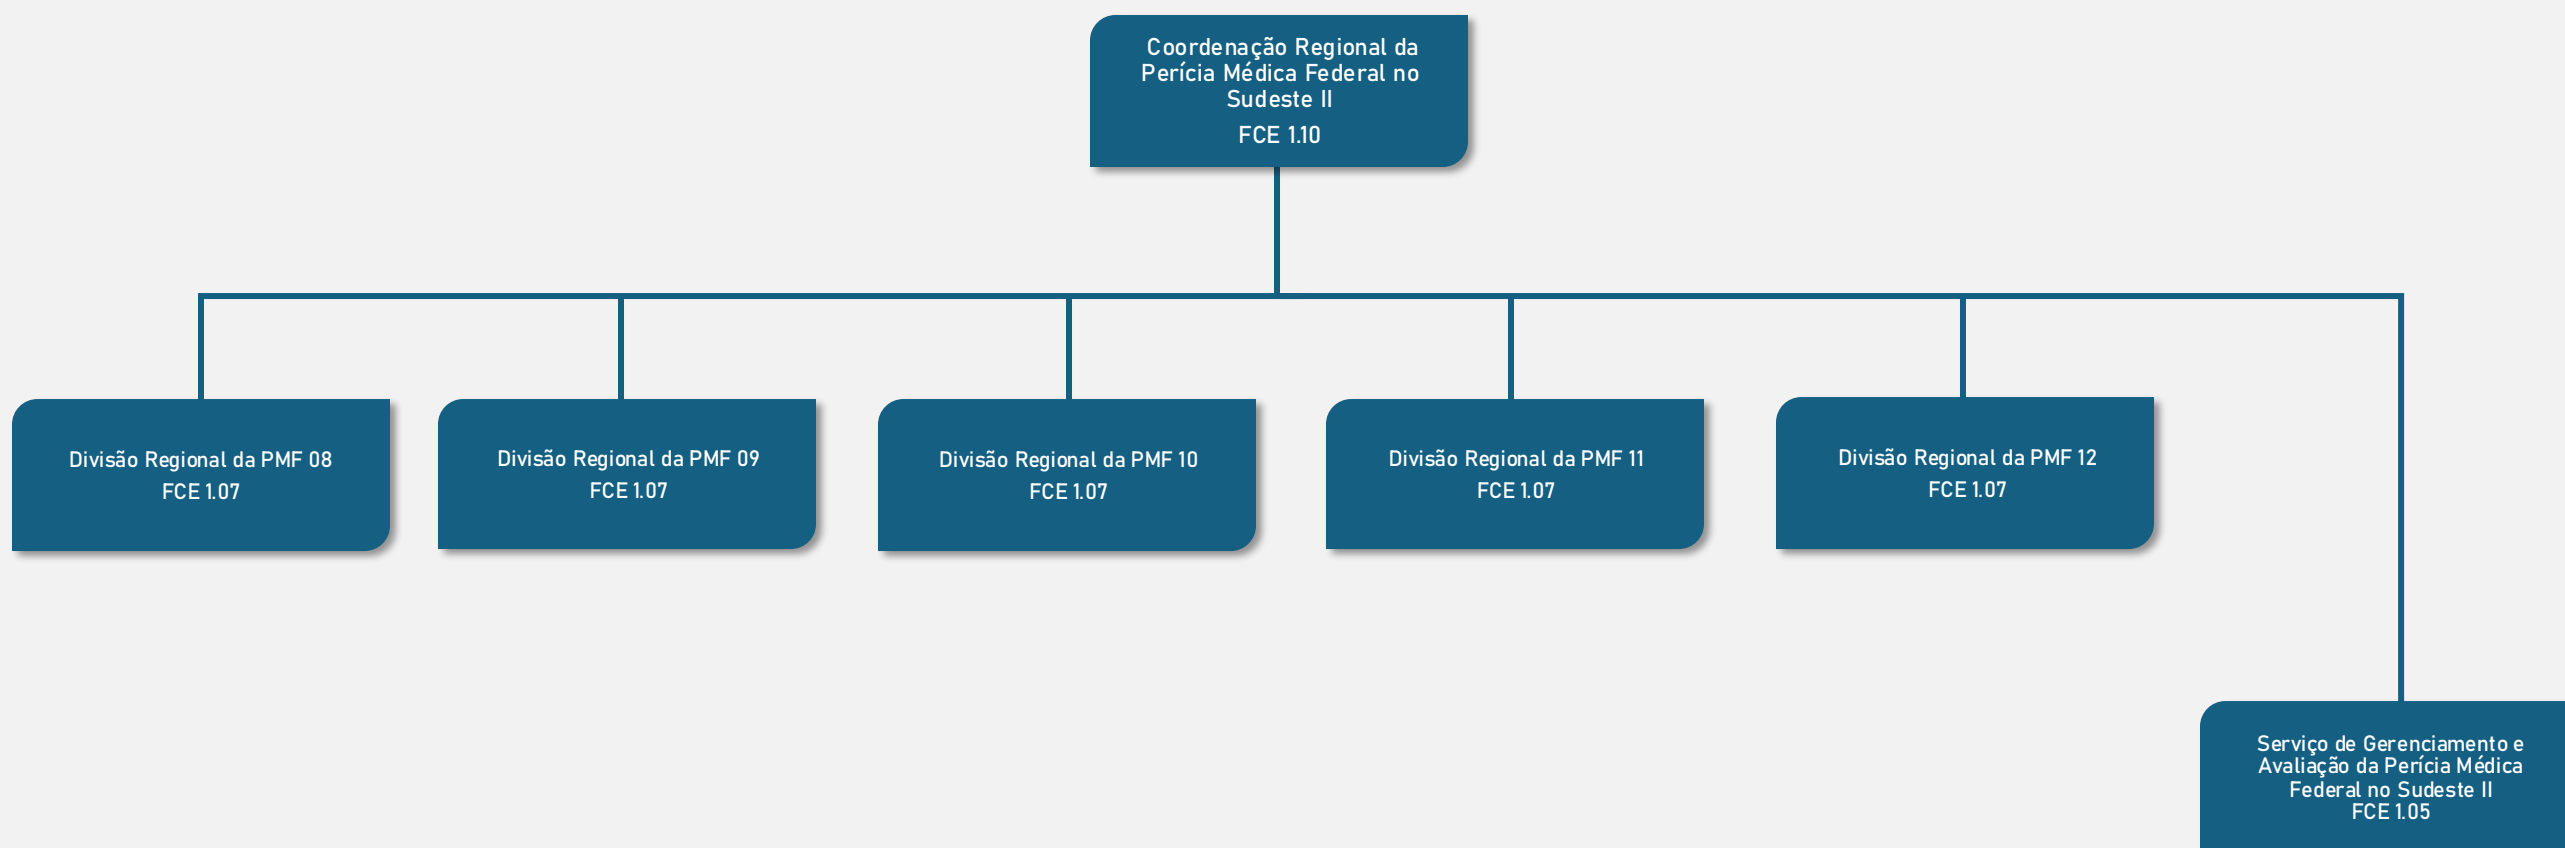 Coordenação Regional da
Perícia Médica Federal no
Sudeste II
FCE 1.10
Divisão Regional da PMF 08
FCE 1.07
Divisão Regional da PMF 09
FCE 1.07
Divisão Regional da PMF 10
FCE 1.07
Divisão Regional da PMF 11
FCE 1.07
Divisão Regional da PMF 12
FCE 1.07
Serviço de Gerenciamento e
Avaliação da Perícia Médica
Federal no Sudeste II
FCE 1.05